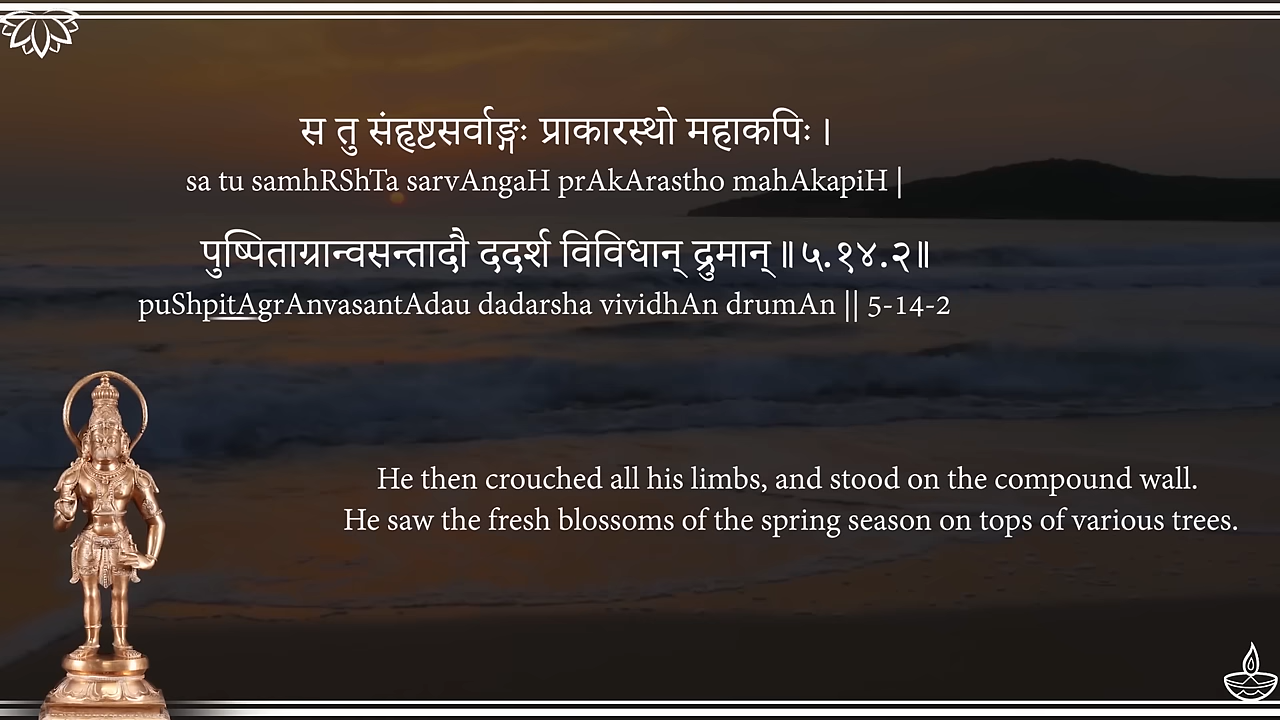 स तु संहृष्टसर्वाङ्गः प्राकारस्थो महाकपिः ।
sa tu samhRShTa sarvAngaH prAkArastho mahAkapiH |
पुष्पिताग्रान्वसन्तादौ ददर्श विविधान् द्रुमान् ॥ ५.१४.२॥
puShpitAgrAnvasantAdau dadarsha vividhAn drumAn || 5-14-2
He then crouched all his limbs, and stood on the compound wall.
He saw the fresh blossoms of the spring season on tops of various trees.